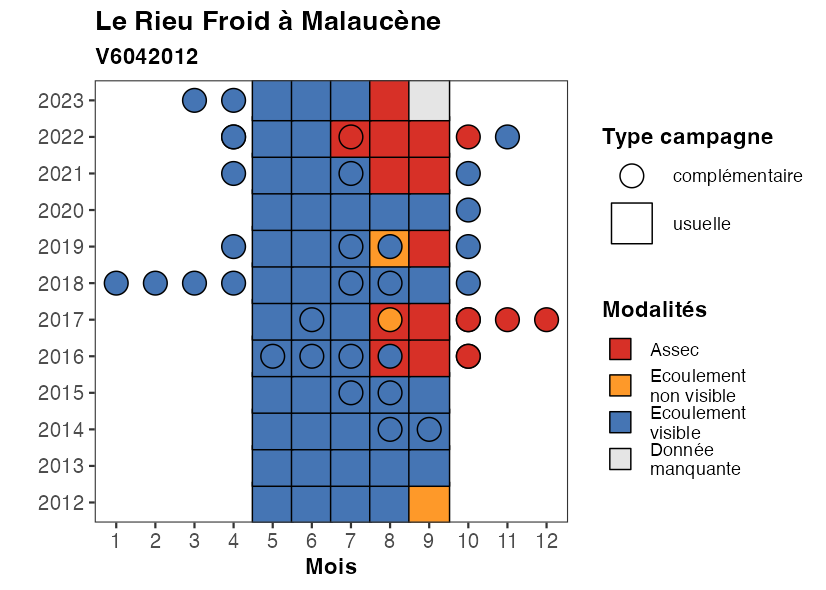 Le Rieu Froid à Malaucène
V6042012
2023
2022
2021
2020
2019
2018
2017
2016
2015
2014
2013
2012
1 2 3 4 5 6 7 8 9 10 11 12
Mois
Type campagne
complémentaire
usuelle
Modalités
Assec
Ecoulement
non visible
Ecoulement
visible
Donnée
manquante